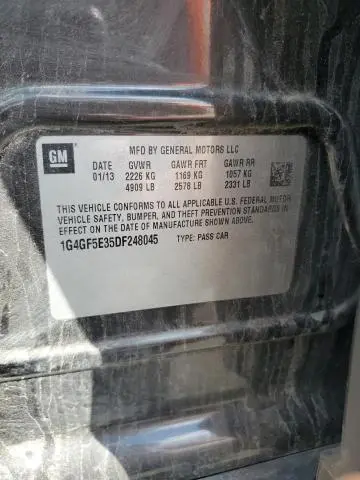 GM
MFD BY GENERAL MOTORS LLC
DATE GVWR GAWR FRT GAWR RR
01/13 2226 KG 1169 KG 1057 KG
4909 LB 2578 LB 2331 LB
THIS VEHICLE CONFORMS TO ALL APPLICABLE U.S. FEDERAL MOTOR
VEHICLE SAFETY, BUMPER, AND THEFT PREVENTION STANDARDS IN
EFFECT ON THE DATE OF MANUFACTURE SHOWN ABOVE.
1G4GF5E35DF248045 TYPE: PASS CAR